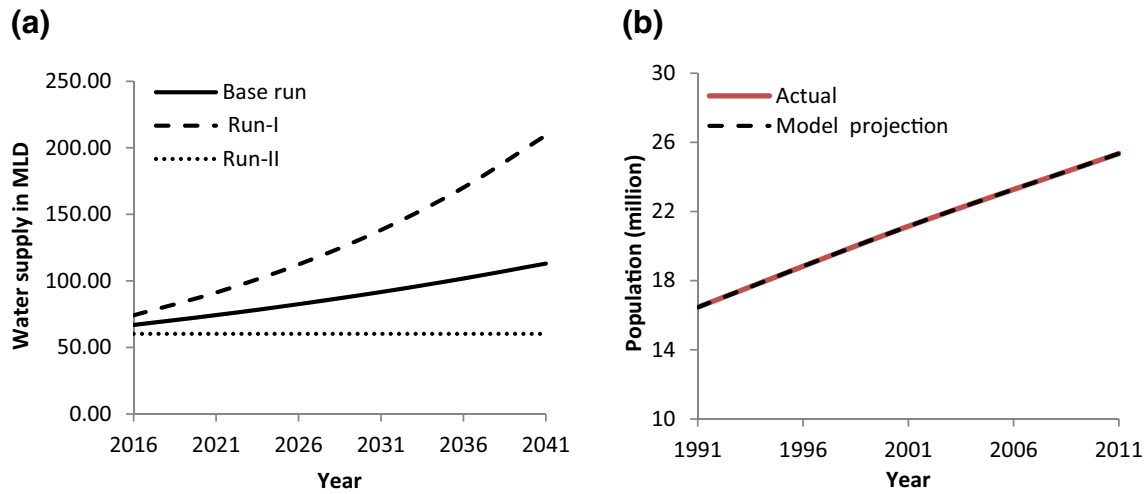 (a)
Water supply in MLD
250.00
200.00
150.00
100.00
50.00
0.00
Base run
Run-I
Run-II
2016 2021 2026 2031 2036 2041
Year
(b)
Population (million)
30
26
22
18
14
10
Actual
Model projection
1991 1996 2001 2006 2011
Year